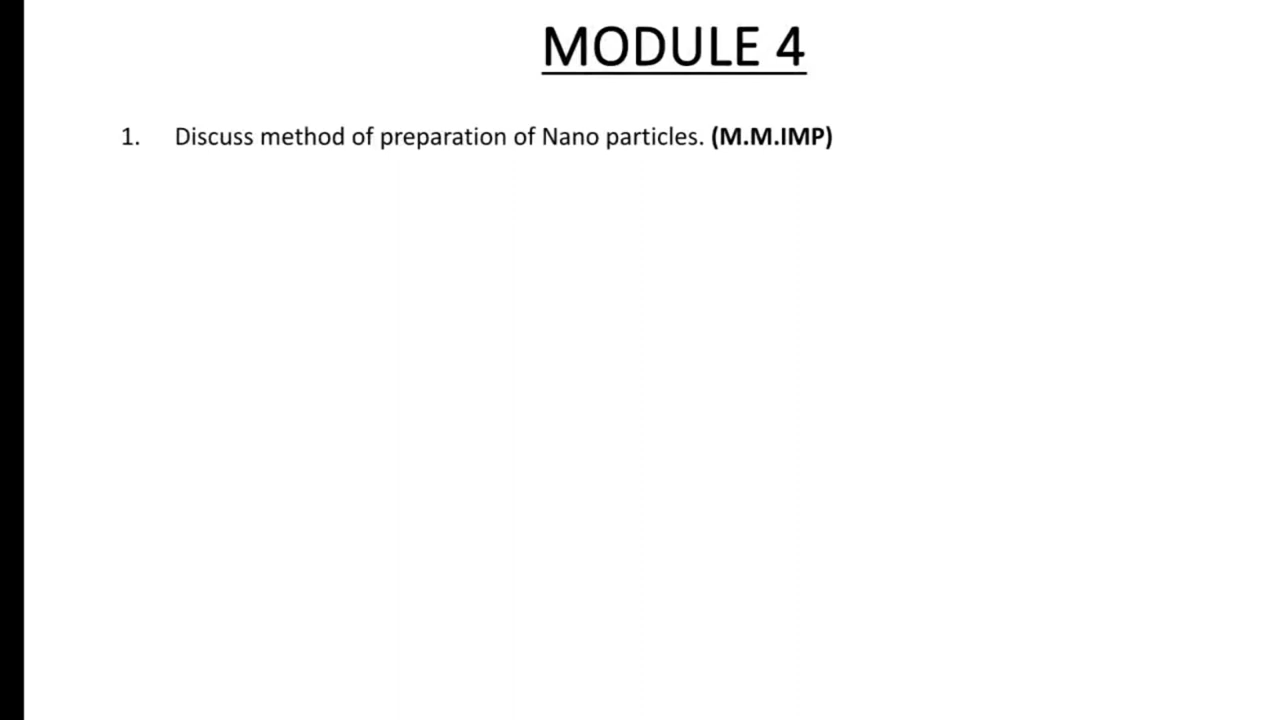 MODULE 4
1. Discuss method of preparation of Nano particles. (M.M.IMP)